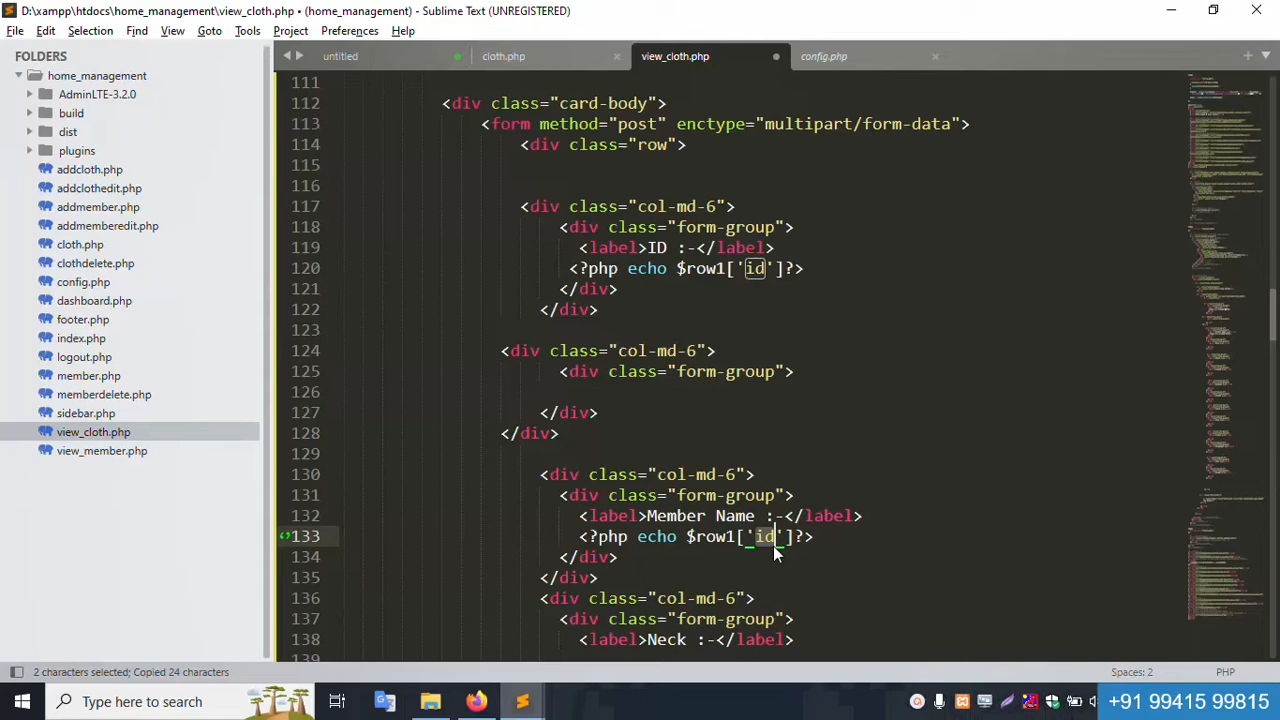 D:\xampp\htdocs\home_management\view_cloth.php • (home_management) - Sublime Text (UNREGISTERED)
File Edit Selection Find View Goto Tools Project Preferences Help
FOLDERS
home_management
AdminLTE-3.2.0
build
dist
plugins
addcloth.php
addclothedit.php
addmember.php
addmemberedit.php
cloth.php
clothdelete.php
config.php
dashboard.php
footer.php
index.php
logout.php
member.php
memberdelete.php
sidebar.php
view_cloth.php
view_member.php
untitled cloth.php view_cloth.php config.php
111
112 <div class="card-body">
113 <form method="post" enctype="multipart/form-data">
114 <div class="row">
115
116
117 <div class="col-md-6">
118 <div class="form-group">
119 <label>ID :-</label>
120 <?php echo $row1['id']?>
121 </div>
122 </div>
123
124 <div class="col-md-6">
125 <div class="form-group">
126
127 </div>
128 </div>
129
130 <div class="col-md-6">
131 <div class="form-group">
132 <label>Member Name :-</label>
133 <?php echo $row1['id']?>
134 </div>
135 </div>
136 <div class="col-md-6">
137 <div class="form-group">
138 <label>Neck :-</label>
139
2 characters selected; Copied 24 characters Spaces: 2 PHP
Type here to search
+91 99415 99815